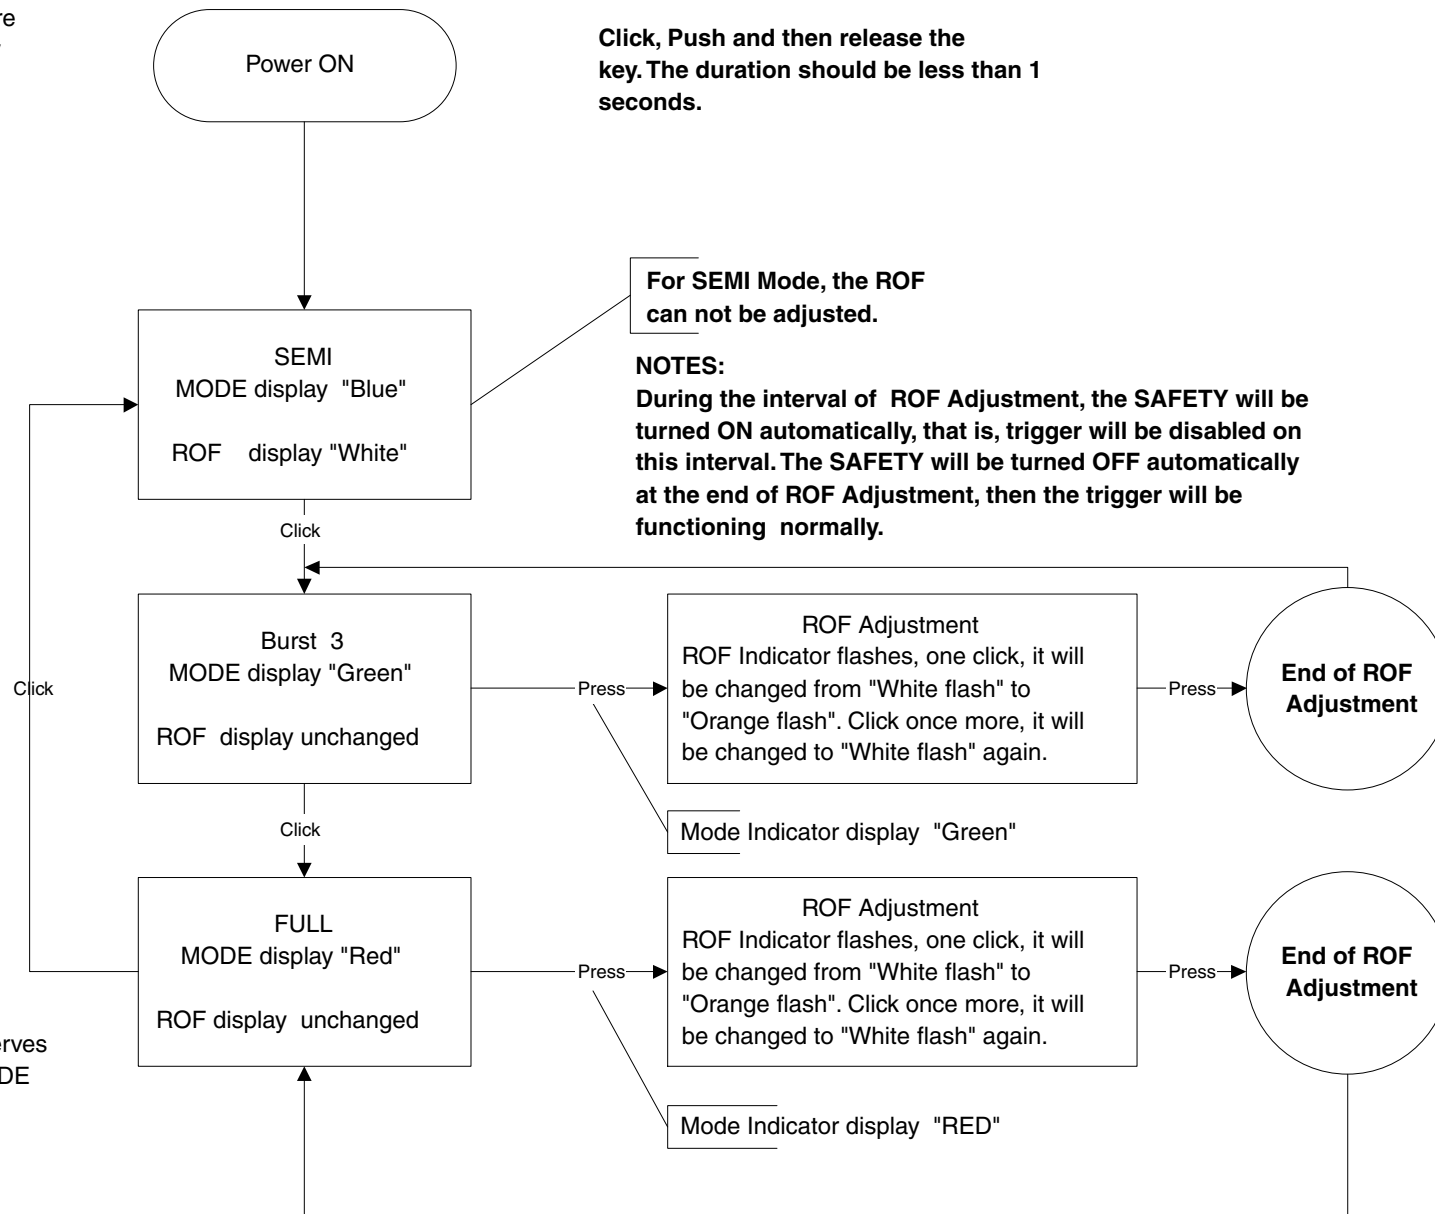 re
Power ON
Click, Push and then release the
key. The duration should be less than 1
seconds.
For SEMI Mode, the ROF
can not be adjusted.
SEMI
MODE display "Blue"
ROF display "White"
NOTES:
During the interval of ROF Adjustment, the SAFETY will be
turned ON automatically, that is, trigger will be disabled on
this interval. The SAFETY will be turned OFF automatically
at the end of ROF Adjustment, then the trigger will be
functioning normally.
Click
Burst 3
MODE display "Green"
ROF display unchanged
Click
Press
ROF Adjustment
ROF Indicator flashes, one click, it will
be changed from "White flash" to
"Orange flash". Click once more, it will
be changed to "White flash" again.
Press
End of ROF
Adjustment
Mode Indicator display "Green"
Click
FULL
MODE display "Red"
ROF display unchanged
Press
ROF Adjustment
ROF Indicator flashes, one click, it will
be changed from "White flash" to
"Orange flash". Click once more, it will
be changed to "White flash" again.
Press
End of ROF
Adjustment
erves
DE
Mode Indicator display "RED"